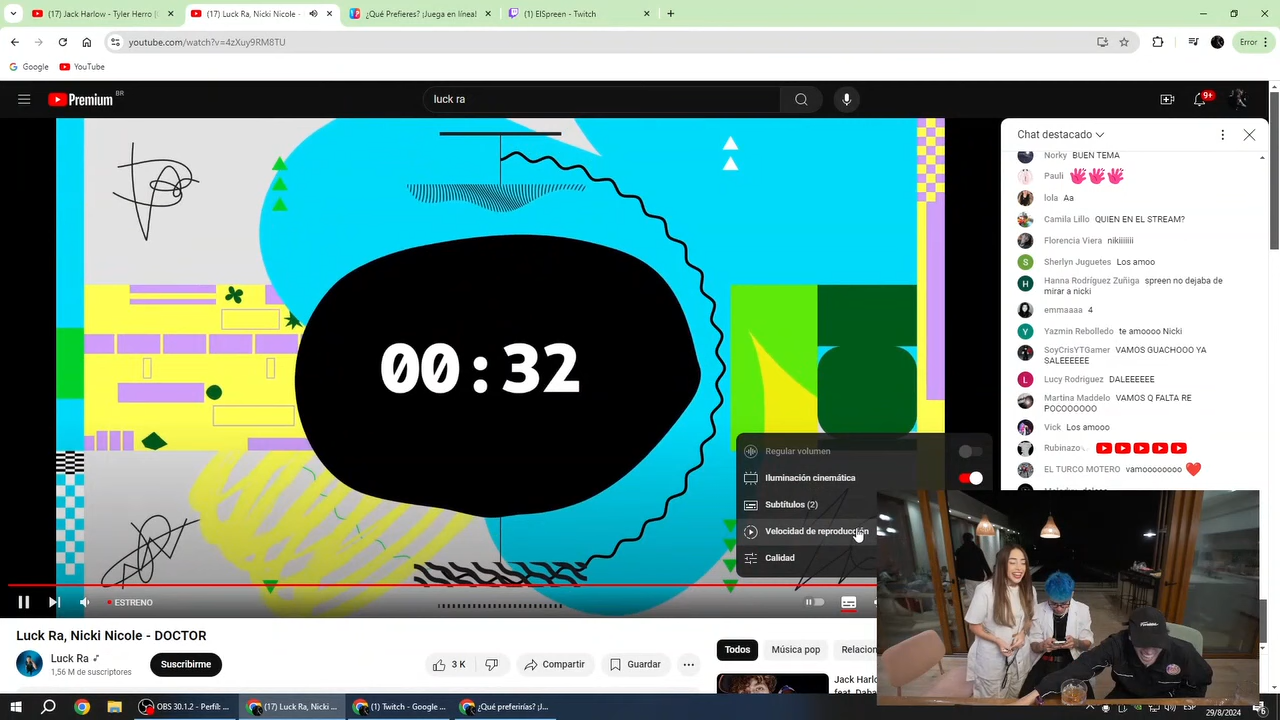 (17) Jack Harlow - Tyler Herro [
(17) Luck Ra, Nicki Nicole -
¿Qué Prefieres? ¡Juega en línea!
(1) ElSpreen - Twitch
youtube.com/watch?v=4zXuy9RM8TU
Error
Google
YouTube
Premium BR
luck ra
9+
Chat destacado
Norky BUEN TEMA
Pauli
lola Aa
Camila Lillo QUIEN EN EL STREAM?
Florencia Viera nikiiiiiii
Sherlyn Juguetes Los amoo
Hanna Rodríguez Zuñiga spreen no dejaba de
mirar a nicki
emmaaaa 4
Yazmin Rebolledo te amoooo Nicki
SoyCrisYTGamer VAMOS GUACHOOO YA
SALEEEEEE
Lucy Rodriguez DALEEEEEE
Martina Maddelo VAMOS Q FALTA RE
POCOOOOOO
Vick Los amooo
Rubinazo
EL TURCO MOTERO vamoooooooo
00:32
Regular volumen
Iluminación cinemática
Subtítulos (2)
Velocidad de reproducción
Calidad
ESTRENO
Luck Ra, Nicki Nicole - DOCTOR
Luck Ra
1,56 M de suscriptores
Suscribirme
3 K
Compartir
Guardar
Todos
Música pop
Relacion
Jack Harlow
feat. Daba
OBS 30.1.2 - Perfil: ...
(17) Luck Ra, Nicki ...
(1) Twitch - Google ...
¿Qué preferirías? ¡J...
ESP
29/8/2024